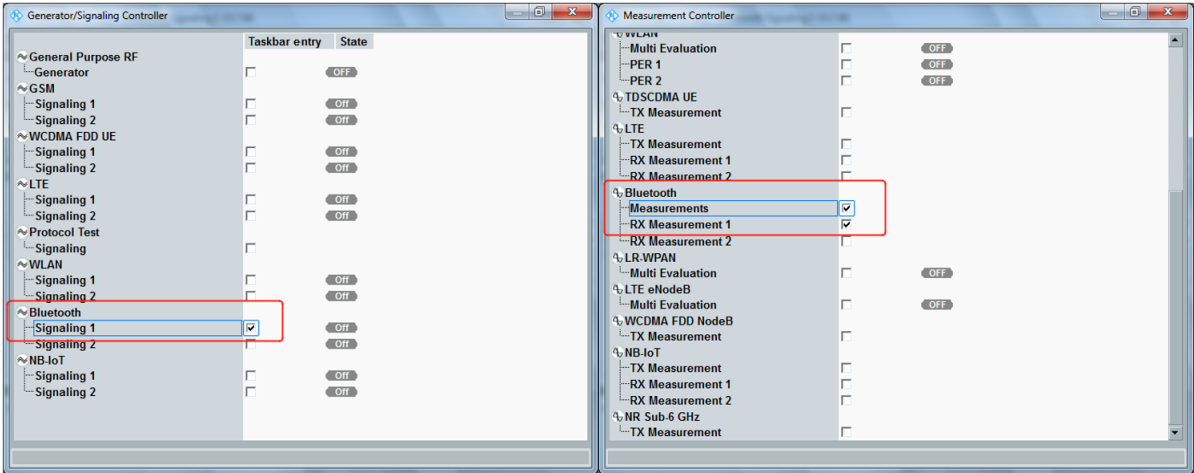 Generator/Signaling Controller
Taskbar entry State
General Purpose RF
Generator OFF
GSM
Signaling 1 Off
Signaling 2 Off
WCDMA FDD UE
Signaling 1 Off
Signaling 2 Off
LTE
Signaling 1 Off
Signaling 2 Off
Protocol Test
Signaling
WLAN
Signaling 1 Off
Signaling 2 Off
Bluetooth
Signaling 1 Off
Signaling 2 Off
NB-IoT
Signaling 1 Off
Signaling 2 Off
Measurement Controller
WLAN
Multi Evaluation OFF
PER 1 OFF
PER 2 OFF
TDSCDMA UE
TX Measurement
LTE
TX Measurement
RX Measurement 1
RX Measurement 2
Bluetooth
Measurements
RX Measurement 1
RX Measurement 2
LR-WPAN
Multi Evaluation OFF
LTE eNodeB
Multi Evaluation OFF
WCDMA FDD NodeB
TX Measurement
NB-IoT
TX Measurement
RX Measurement 1
RX Measurement 2
NR Sub-6 GHz
TX Measurement